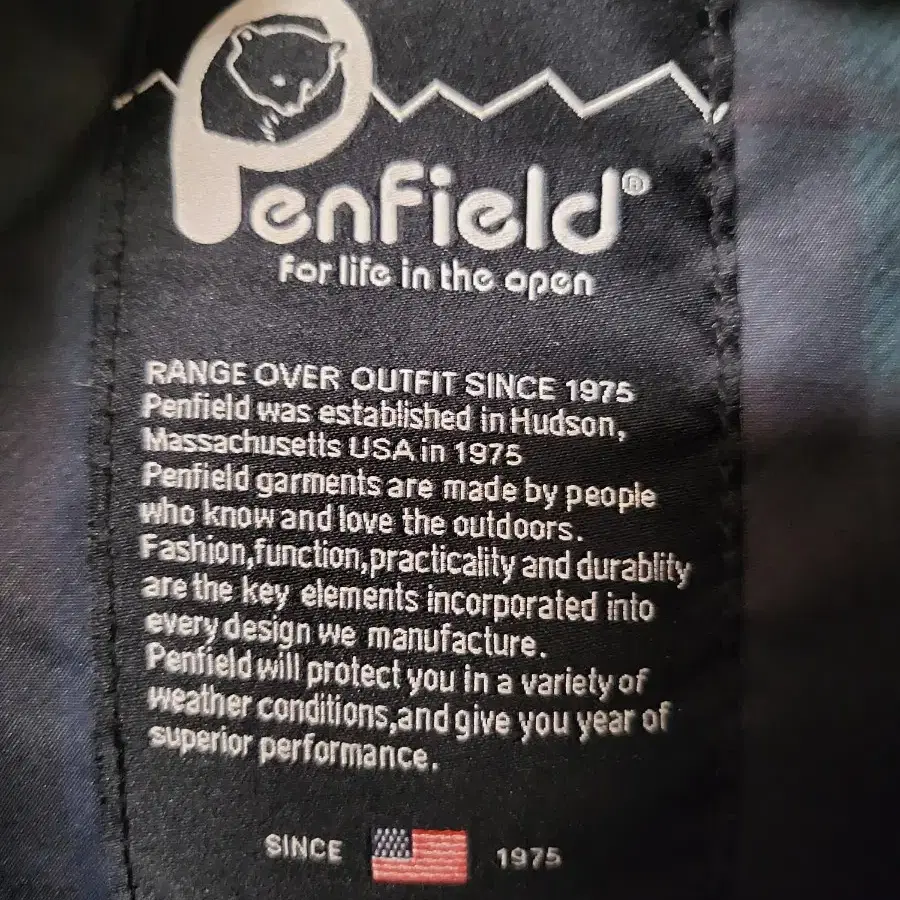 Penfield®
for life in the open
RANGE OVER OUTFIT SINCE 1975
Penfield was established in Hudson,
Massachusetts USA in 1975
Penfield garments are made by people
who know and love the outdoors.
Fashion,function,practicality and durablity
are the key elements incorporated into
every design we manufacture.
Penfield will protect you in a variety of
weather conditions,and give you year of
superior performance.
SINCE 1975